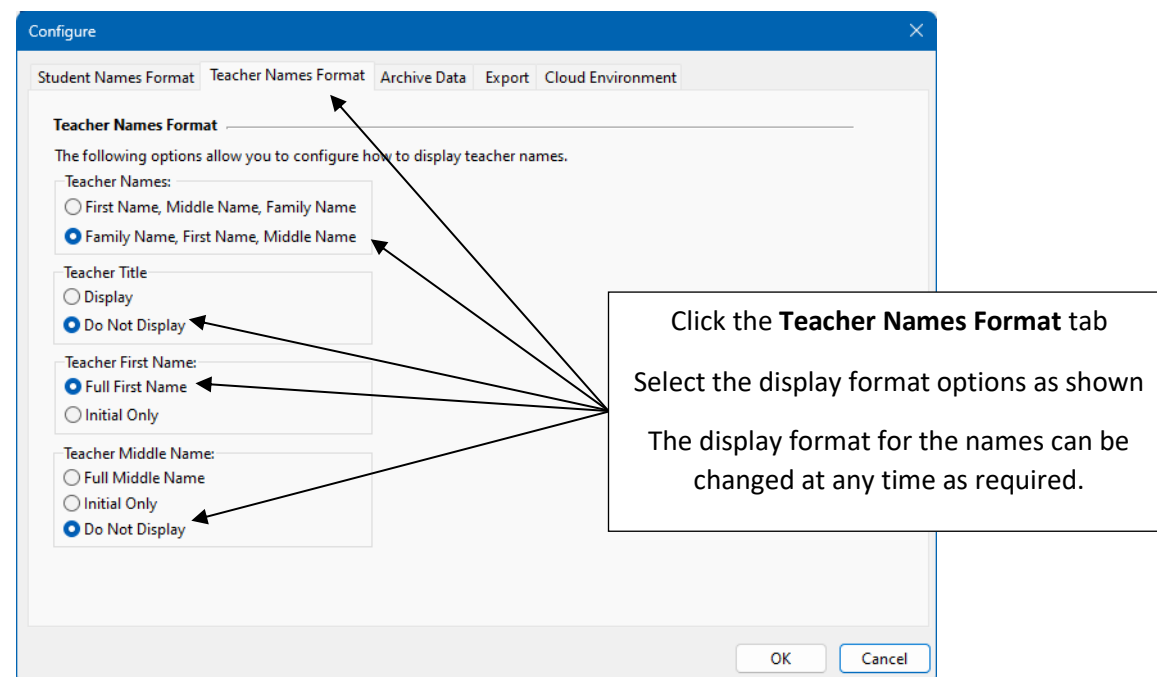 Configure
Student Names Format Teacher Names Format Archive Data Export Cloud Environment
Teacher Names Format
The following options allow you to configure how to display teacher names.
Teacher Names:
First Name, Middle Name, Family Name
Family Name, First Name, Middle Name
Teacher Title
Display
Do Not Display
Teacher First Name:
Full First Name
Initial Only
Teacher Middle Name:
Full Middle Name
Initial Only
Do Not Display
Click the Teacher Names Format tab
Select the display format options as shown
The display format for the names can be
changed at any time as required.
OK Cancel